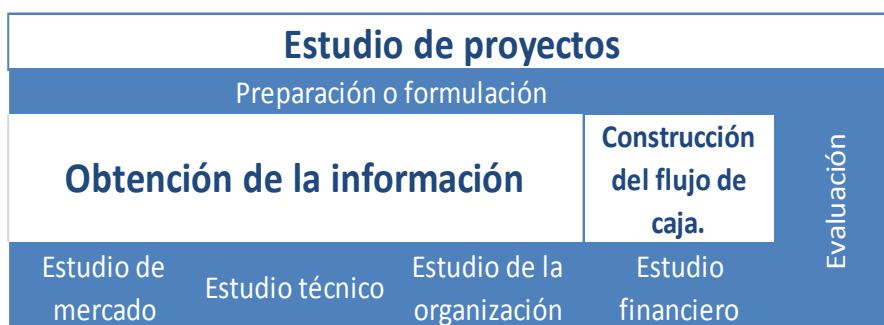 Estudio de proyectos
Preparación o formulación
Obtención de la información
Construcción
del flujo de
caja.
Evaluación
Estudio de
mercado
Estudio técnico
Estudio de la
organización
Estudio
financiero